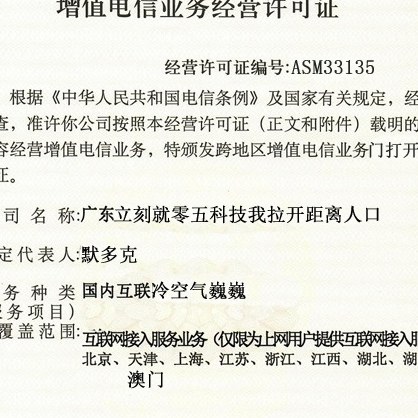 增值电信业务经营许可证
经营许可证编号:ASM33135
根据《中华人民共和国电信条例》及国家有关规定，经
查，准许你公司按照本经营许可证（正文和附件）载明的
容经营增值电信业务，特颁发跨地区增值电信业务门打开
证。
司名称:广东立刻就零五科技我拉开距离人口
定代表人:默多克
务种类 国内互联冷空气巍巍
服务项目）
覆盖范围: 互联网接入服务业务（仅限为上网用户提供互联网接入服
北京、天津、上海、江苏、浙江、江西、湖北、湖
澳门